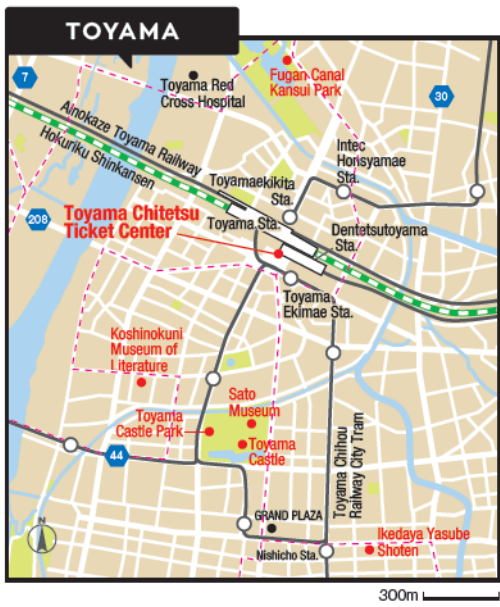 TOYAMA
7
Toyama Red
Cross Hospital
Fugan Canal
Kansui Park
30
Ainokaze Toyama Railway
Hokuriku Shinkansen
Intec
Honsyamae
Sta.
Toyamaekikita
Sta.
208
Toyama Chitetsu
Ticket Center
Toyama Sta.
Dentetsutoyama
Sta.
Toyama
Ekimae Sta.
Koshinokuni
Museum of
Literature
Sato
Museum
Toyama
Castle Park
Toyama
Castle
Toyama Chihou
Railway City Tram
44
GRAND PLAZA
Ikedaya Yasube
Shoten
Nishicho Sta.
N
300m